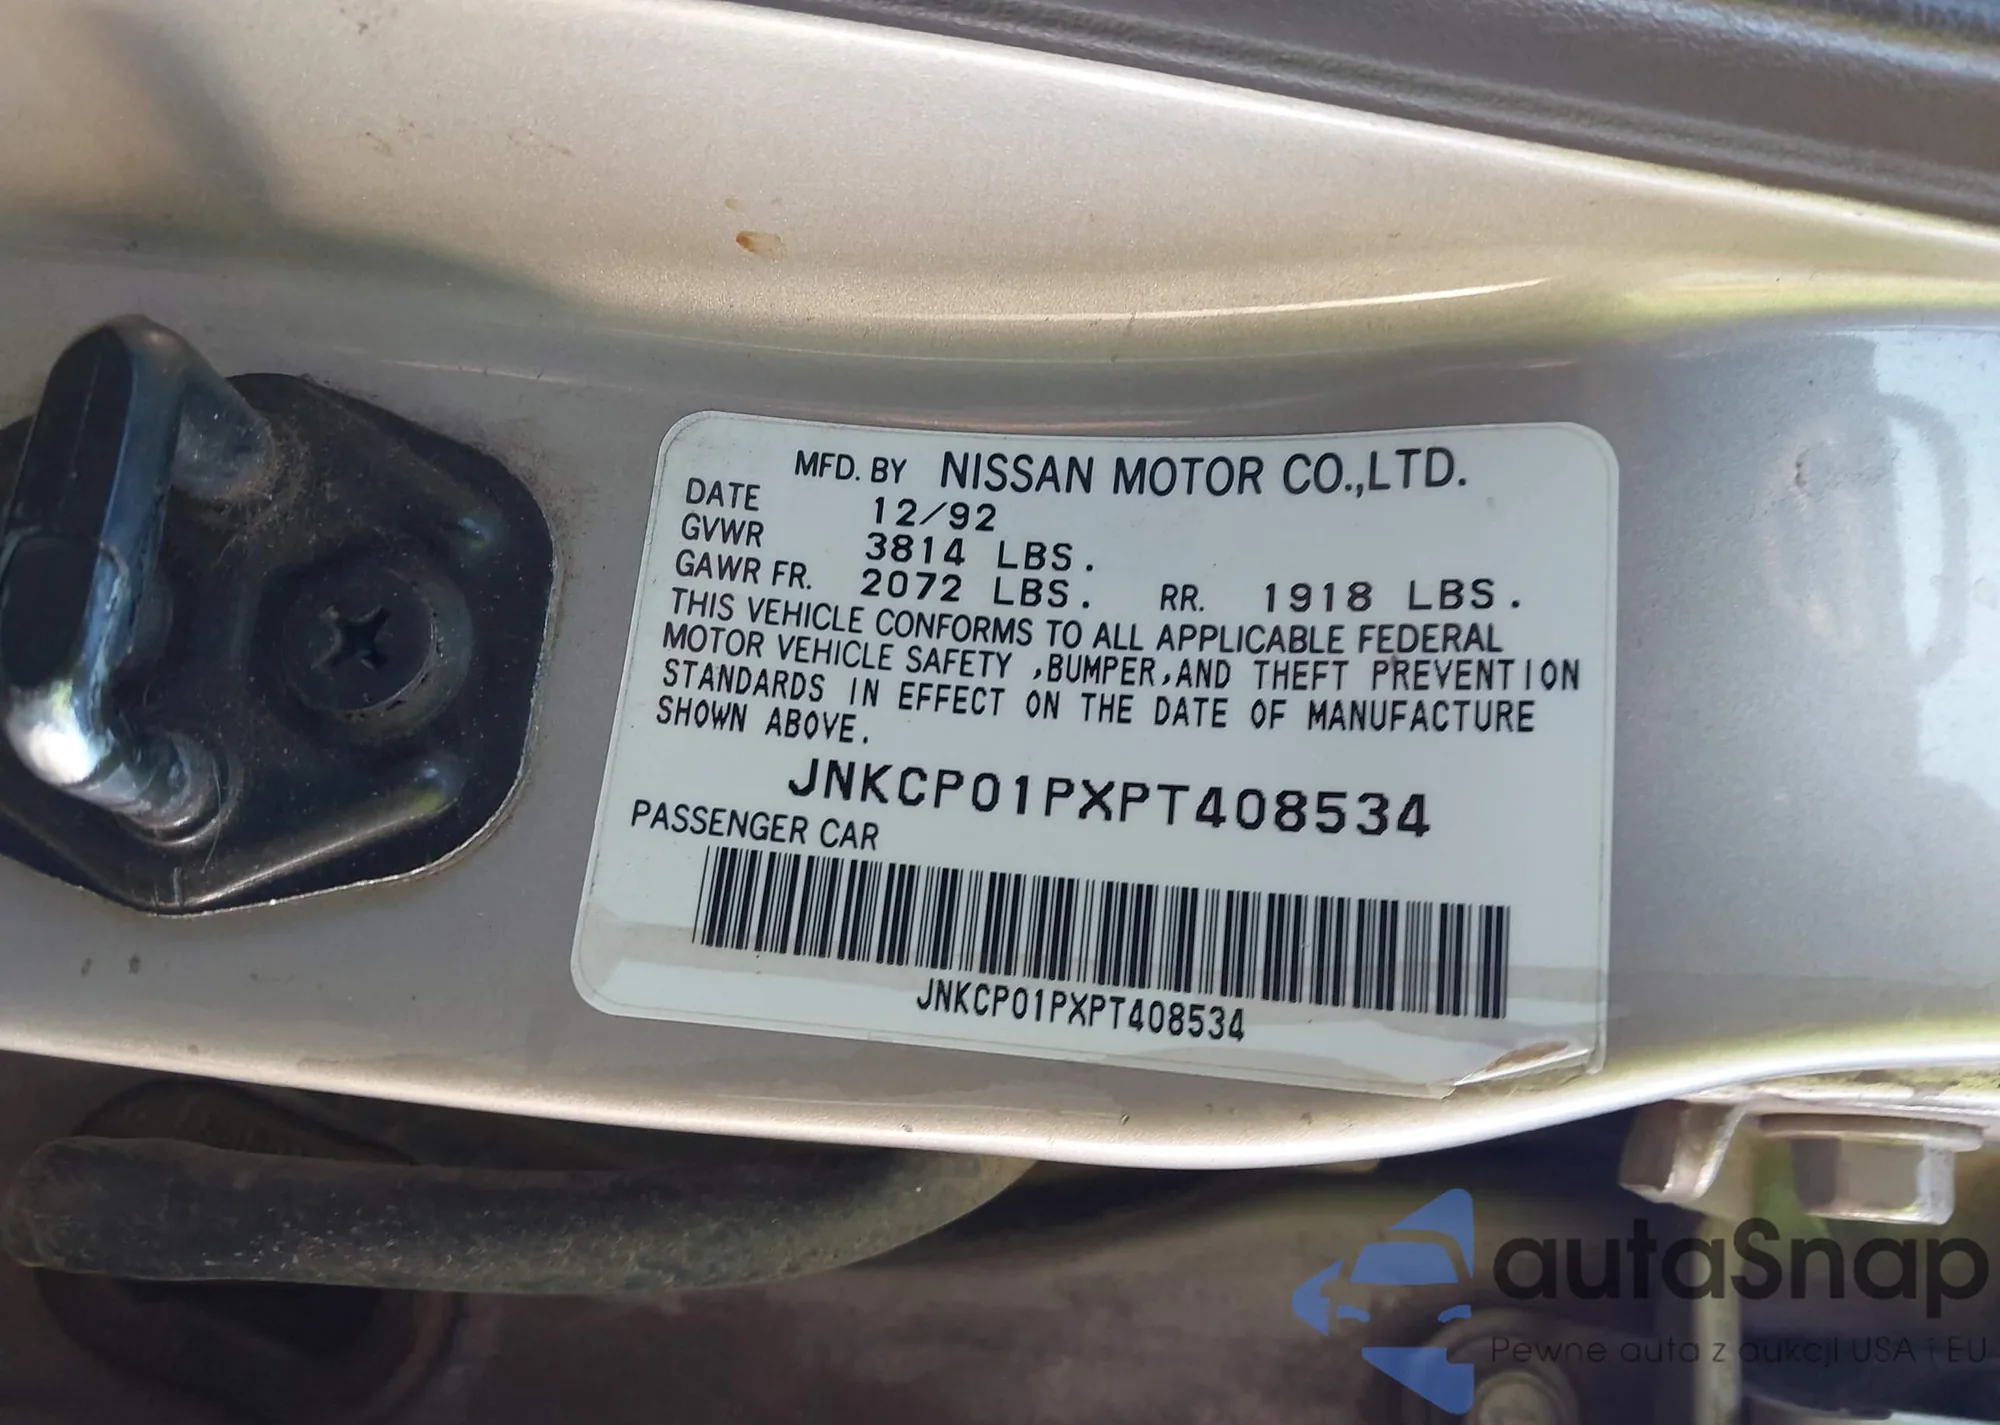 MFD. BY NISSAN MOTOR CO.,LTD.
DATE 12/92
GVWR 3814 LBS.
GAWR FR. 2072 LBS. RR. 1918 LBS.
THIS VEHICLE CONFORMS TO ALL APPLICABLE FEDERAL
MOTOR VEHICLE SAFETY ,BUMPER,AND THEFT PREVENTION
STANDARDS IN EFFECT ON THE DATE OF MANUFACTURE
SHOWN ABOVE.
JNKCP01PXPT408534
PASSENGER CAR
JNKCP01PXPT408534
autaSnap
Pewne auta z aukcji USA i EU